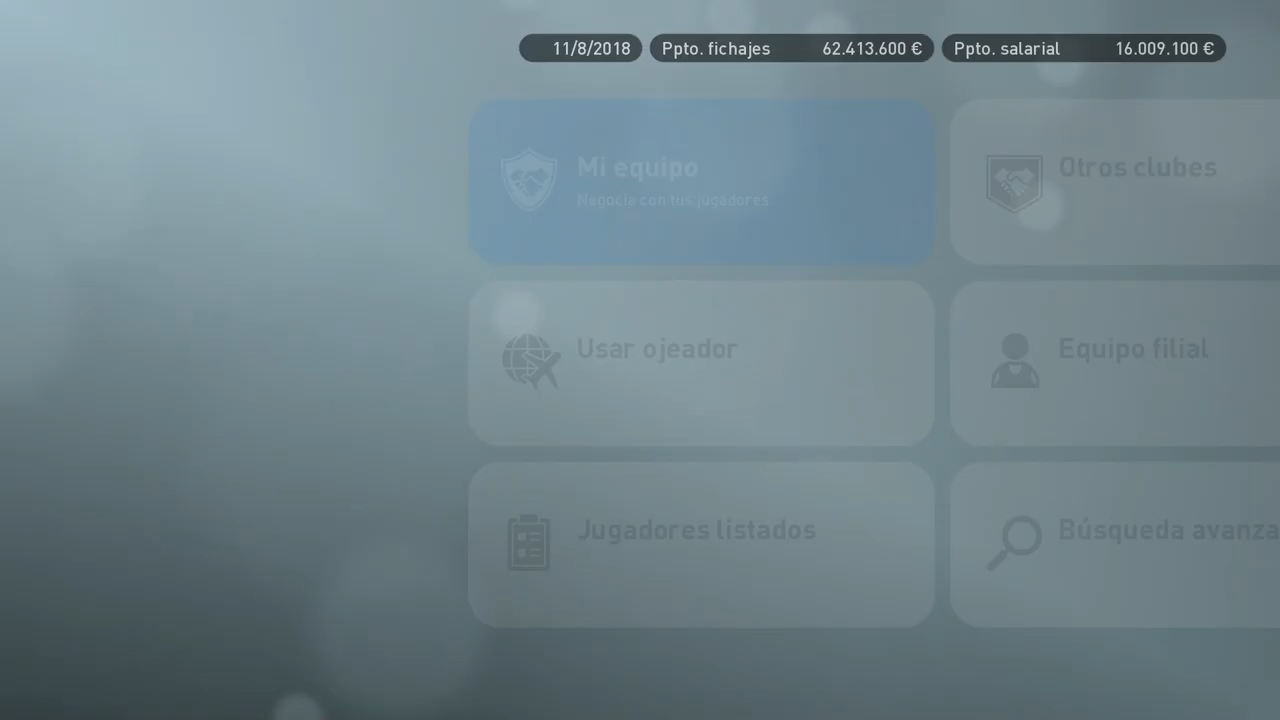 11/8/2018 Ppto. fichajes 62.413.600 € Ppto. salarial 16.009.100 €
Mi equipo
Negocia con tus jugadores
Otros clubes
Usar ojeador
Equipo filial
Jugadores listados
Búsqueda avanza